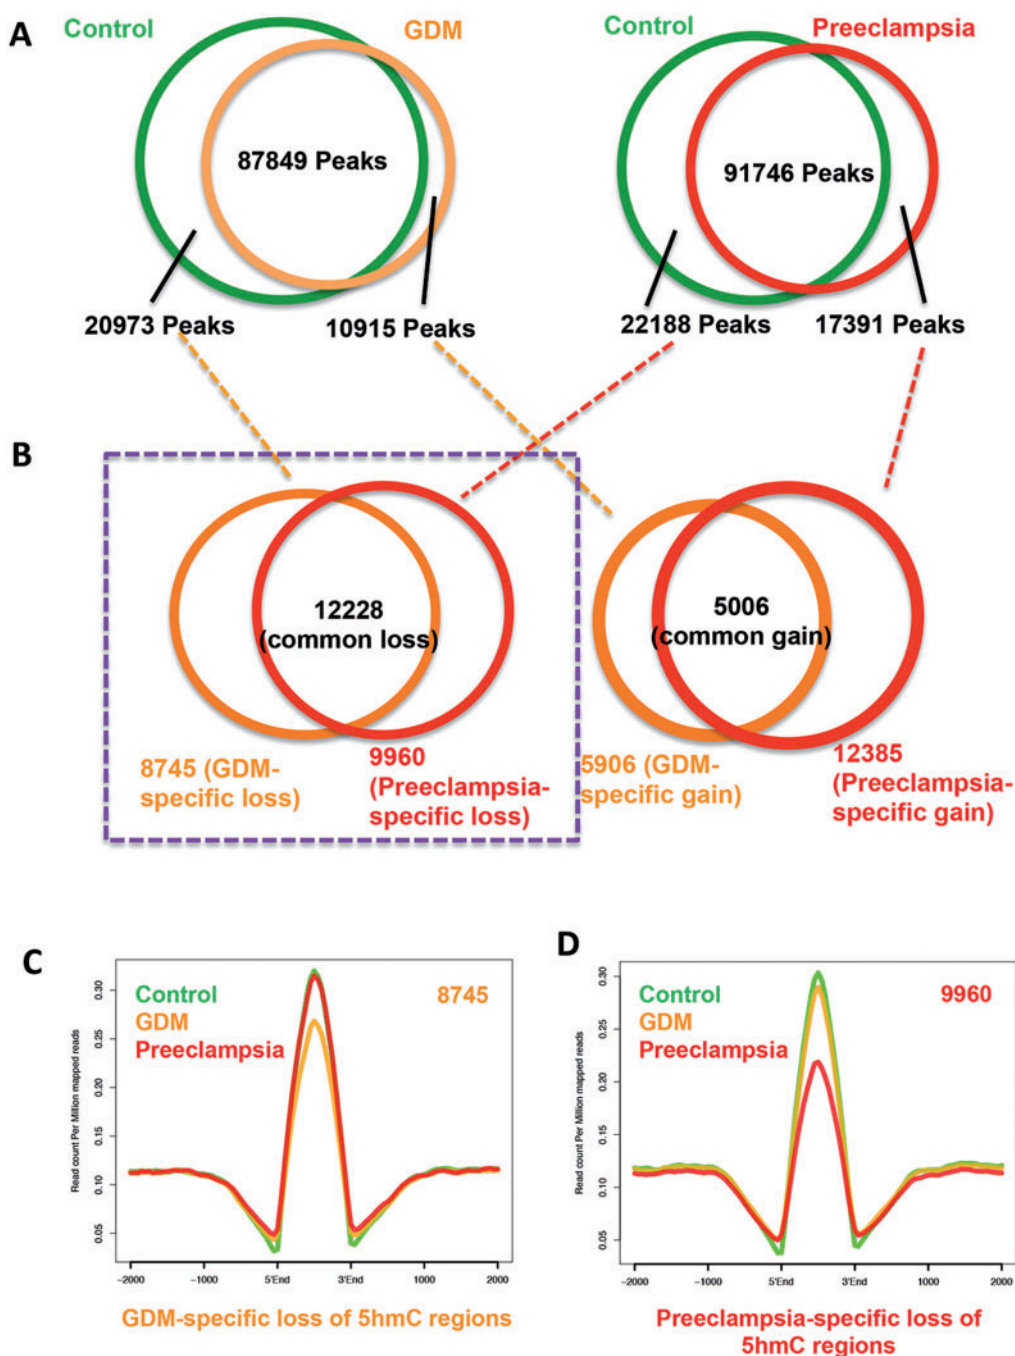 A
Control
GDM
Control
Preeclampsia
87849 Peaks
91746 Peaks
20973 Peaks
10915 Peaks
22188 Peaks
17391 Peaks
B
12228
(common loss)
5006
(common gain)
8745 (GDM-
specific loss)
9960
(Preeclampsia-
specific loss)
5906 (GDM-
specific gain)
12385
(Preeclampsia-
specific gain)
C
Read count Per Million mapped reads
0.30
0.25
0.20
0.15
0.10
0.05
Control
GDM
Preeclampsia
8745
-2000
-1000
5'End
3'End
1000
2000
GDM-specific loss of 5hmC regions
D
Read count Per Million mapped reads
0.30
0.25
0.20
0.15
0.10
0.05
Control
GDM
Preeclampsia
9960
-2000
-1000
5'End
3'End
1000
2000
Preeclampsia-specific loss of
5hmC regions